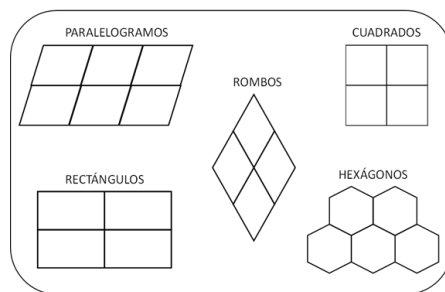 PARALELOGRAMOS
CUADRADOS
ROMBOS
RECTÁNGULOS
HEXÁGONOS